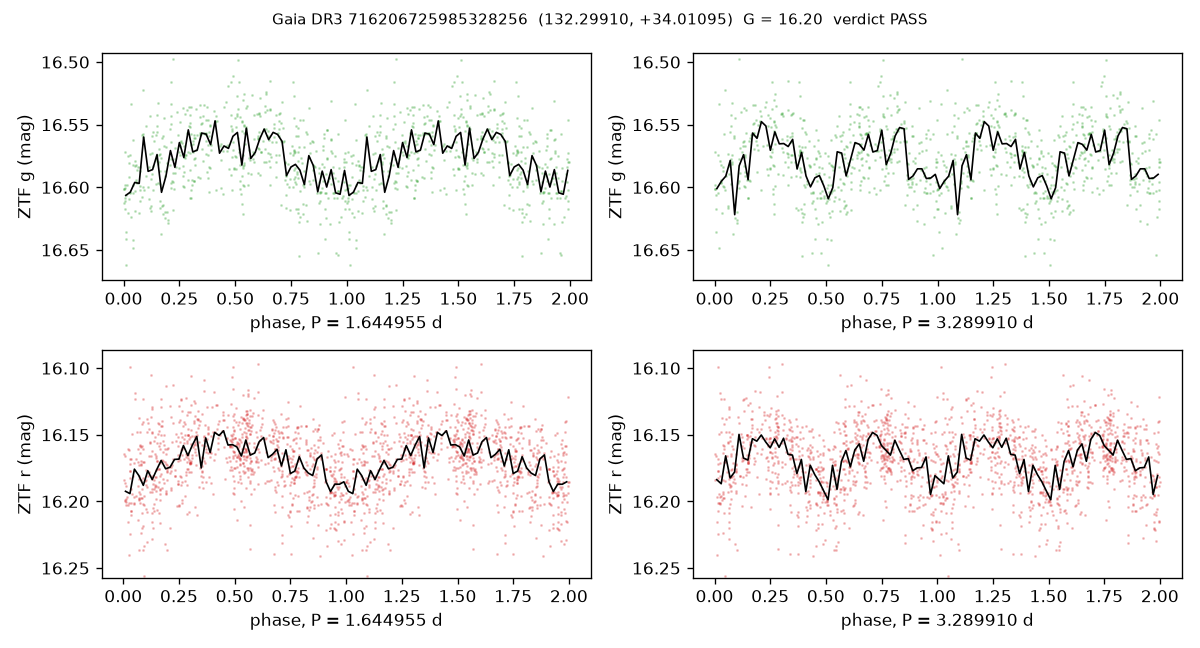 Gaia DR3 716206725985328256 (132.29910, +34.01095) G = 16.20 verdict PASS
16.50
16.55
16.60
16.65
ZTF g (mag)
0.00 0.25 0.50 0.75 1.00 1.25 1.50 1.75 2.00
phase, P = 1.644955 d
16.50
16.55
16.60
16.65
ZTF g (mag)
0.00 0.25 0.50 0.75 1.00 1.25 1.50 1.75 2.00
phase, P = 3.289910 d
16.10
16.15
16.20
16.25
ZTF r (mag)
0.00 0.25 0.50 0.75 1.00 1.25 1.50 1.75 2.00
phase, P = 1.644955 d
16.10
16.15
16.20
16.25
ZTF r (mag)
0.00 0.25 0.50 0.75 1.00 1.25 1.50 1.75 2.00
phase, P = 3.289910 d